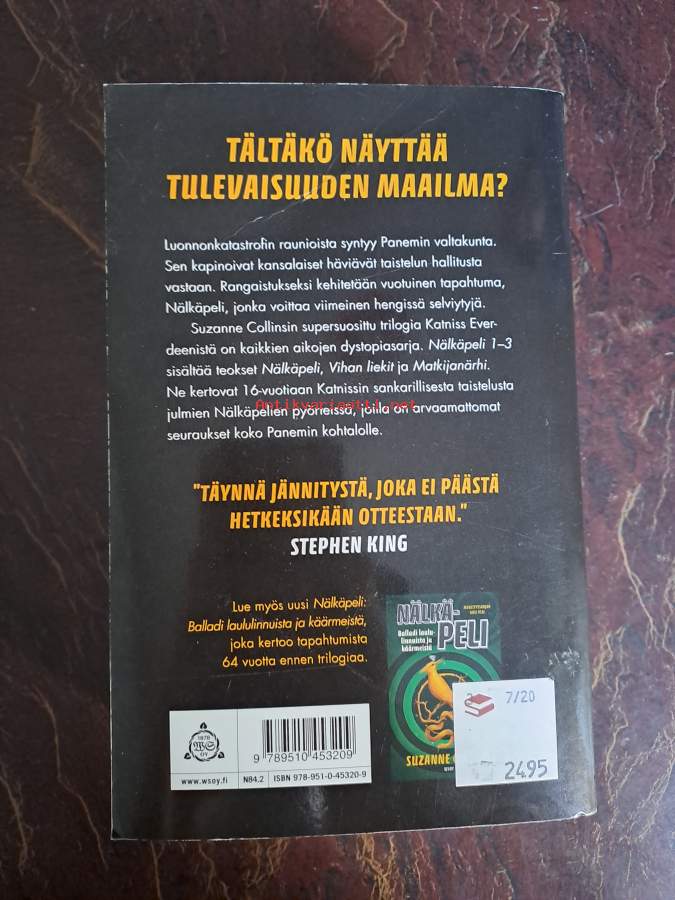 TÄLTÄKÖ NÄYTTÄÄ
TULEVAISUUDEN MAAILMA?
Luonnonkatastrofin raunioista syntyy Panemin valtakunta.
Sen kapinoivat kansalaiset häviävät taistelun hallitusta
vastaan. Rangaistukseksi kehitetään vuotuinen tapahtuma,
Nälkäpeli, jonka voittaa viimeinen hengissä selviytyjä.
Suzanne Collinsin supersuosittu trilogia Katniss Ever-
deenistä on kaikkien aikojen dystopiasarja. Nälkäpeli 1–3
sisältää teokset Nälkäpeli, Vihan liekit ja Matkijanärhi.
Ne kertovat 16-vuotiaan Katnissin sankarillisesta taistelusta
julmien Nälkäpelien pyörteissä, joilla on arvaamattomat
Antikvariaatti.net
seuraukset koko Panemin kohtalolle.
"TÄYNNÄ JÄNNITYSTÄ, JOKA EI PÄÄSTÄ
HETKEKSIKÄÄN OTTEESTAAN."
STEPHEN KING
Lue myös uusi Nälkäpeli:
Balladi laululinnuista ja käärmeistä,
joka kertoo tapahtumista
64 vuotta ennen trilogiaa.
NÄLKÄ-
PELI
Balladi laulu-
linnuista ja
käärmeistä
SUZANNE
7/20
2495
1878
WS
OY
www.wsoy.fi
9 789510 453209
N84.2
ISBN 978-951-0-45320-9